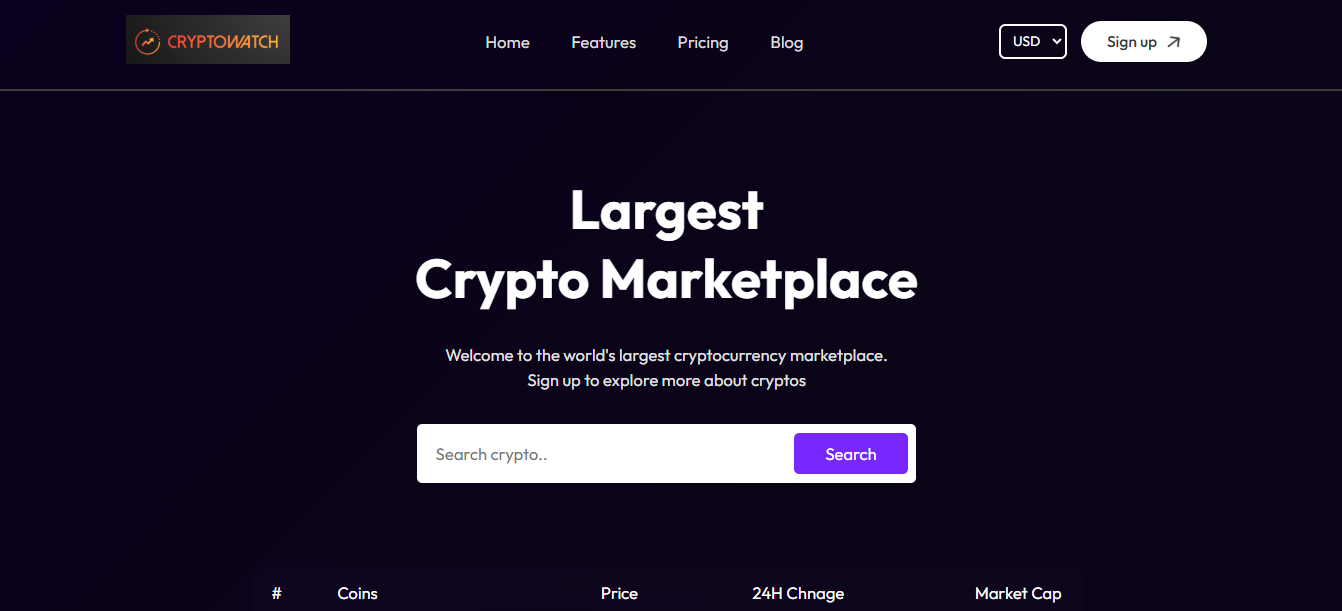 CRYPTOWATCH Home Features Pricing Blog USD Sign up
Largest
Crypto Marketplace
Welcome to the world's largest cryptocurrency marketplace.
Sign up to explore more about cryptos
Search crypto.. Search
# Coins Price 24H Chnage Market Cap